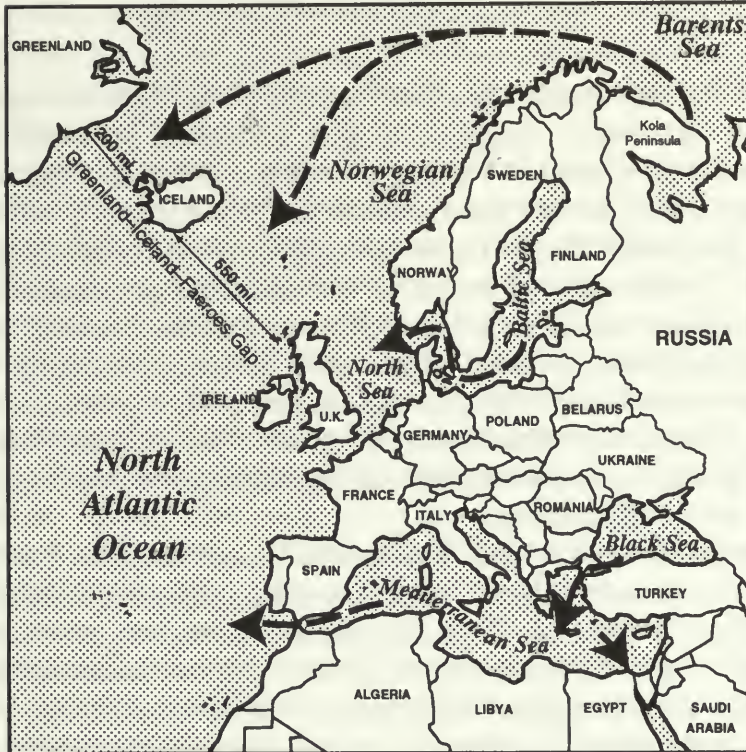 Barents
Sea
GREENLAND
Kola
Peninsula
200 mi.
Greenland–Iceland–Faeroes Gap
ICELAND
Norwegian
Sea
SWEDEN
FINLAND
550 mi.
NORWAY
Baltic Sea
RUSSIA
North
Sea
IRELAND
U.K.
POLAND
BELARUS
GERMANY
UKRAINE
North
Atlantic
Ocean
FRANCE
ROMANIA
ITALY
Black Sea
SPAIN
TURKEY
Mediterranean Sea
ALGERIA
LIBYA
EGYPT
SAUDI
ARABIA